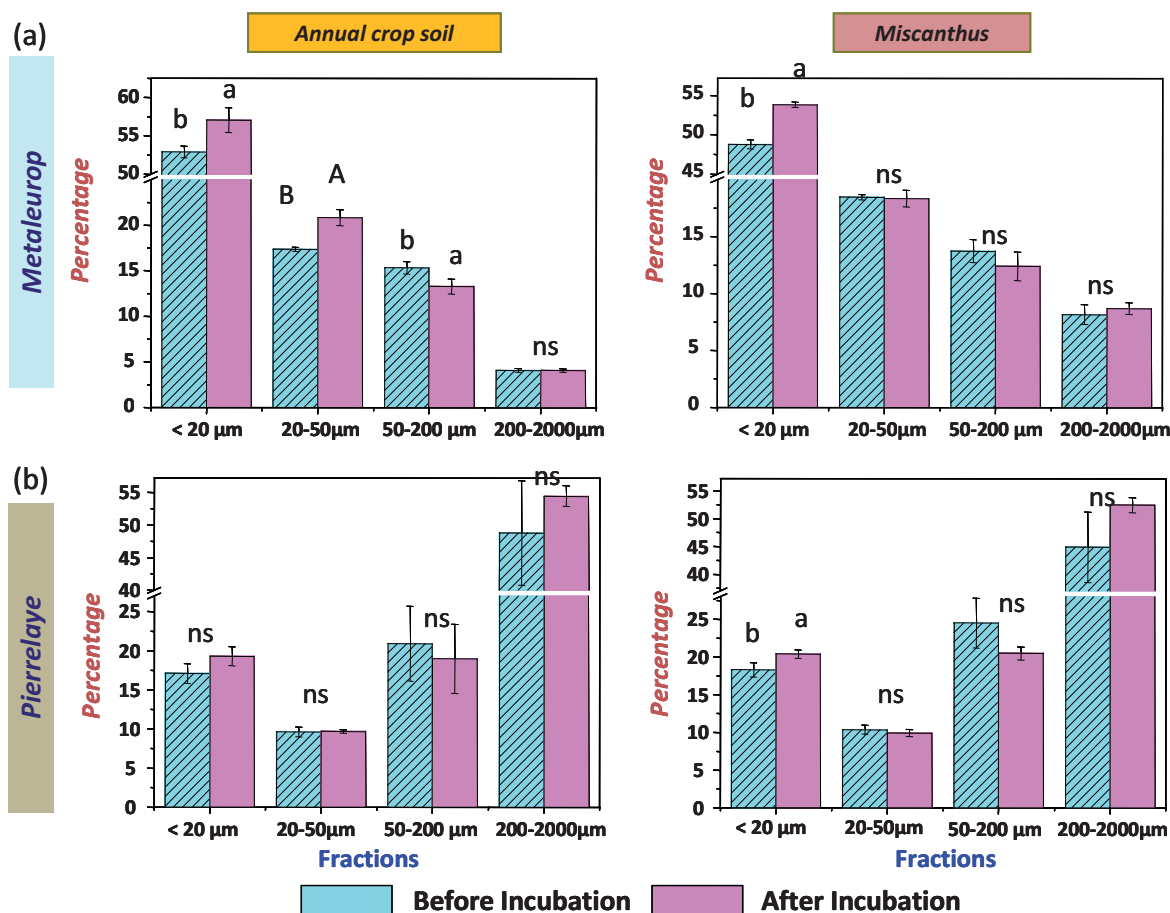 (a)
Annual crop soil
Miscanthus
Metaleurop
Percentage
60
55
50
20
15
10
5
0
b
a
B
A
b
a
ns
< 20 µm
20-50µm
50-200 µm
200-2000µm
Percentage
55
50
45
15
10
5
0
b
a
ns
ns
ns
< 20 µm
20-50µm
50-200 µm
200-2000µm
(b)
Pierrelaye
Percentage
55
50
45
40
25
20
15
10
5
0
ns
ns
ns
ns
< 20 µm
20-50µm
50-200 µm
200-2000µm
Fractions
Percentage
55
50
45
40
25
20
15
10
5
0
b
a
ns
ns
ns
< 20 µm
20-50µm
50-200 µm
200-2000µm
Fractions
Before Incubation
After Incubation